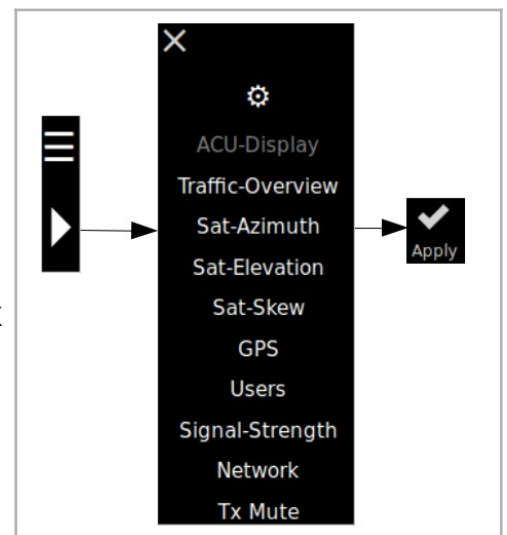 ACU-Display
Traffic-Overview
Sat-Azimuth
Sat-Elevation
Sat-Skew
GPS
Users
Signal-Strength
Network
Tx Mute
Apply